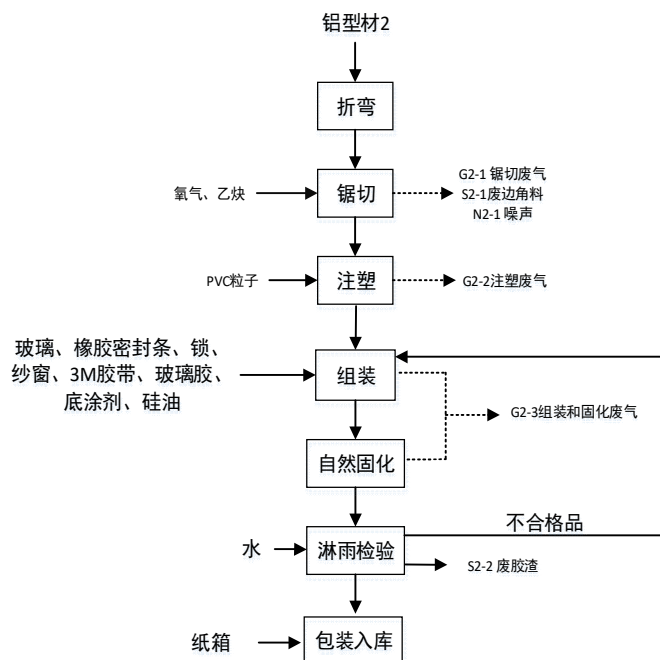 铝型材2
折弯
氧气、乙炔
锯切
G2-1 锯切废气
S2-1废边角料
N2-1 噪声
PVC粒子
注塑
G2-2注塑废气
玻璃、橡胶密封条、锁、
纱窗、3M胶带、玻璃胶、
底涂剂、硅油
组装
G2-3组装和固化废气
自然固化
不合格品
水
淋雨检验
S2-2 废胶渣
纸箱
包装入库